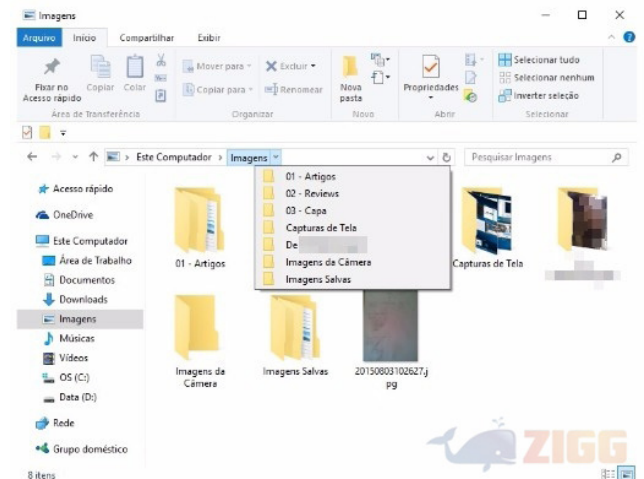 Imagens
Arquivo Início Compartilhar Exibir
Fixar no Acesso rápido
Copiar
Colar
Mover para
Copiar para
Excluir
Renomear
Nova pasta
Propriedades
Selecionar tudo
Selecionar nenhum
Inverter seleção
Área de Transferência Organizar Novo Abrir Selecionar
Este Computador Imagens
Pesquisar Imagens
01 - Artigos
02 - Reviews
03 - Capa
Capturas de Tela
De
Imagens da Câmera
Imagens Salvas
Acesso rápido
OneDrive
Este Computador
Área de Trabalho
Documentos
Downloads
Imagens
Músicas
Vídeos
OS (C:)
Data (D:)
Rede
Grupo doméstico
01 - Artigos
Capturas de Tela
Imagens da
Câmera
Imagens Salvas
20150803102627.j
pg
ZIGG
8 itens